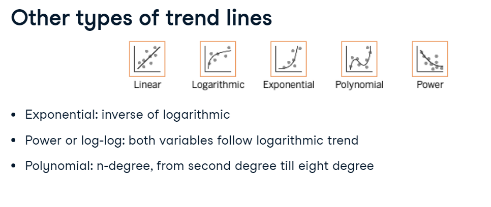 Other types of trend lines
Linear Logarithmic Exponential Polynomial Power
• Exponential: inverse of logarithmic
• Power or log-log: both variables follow logarithmic trend
• Polynomial: n-degree, from second degree till eight degree